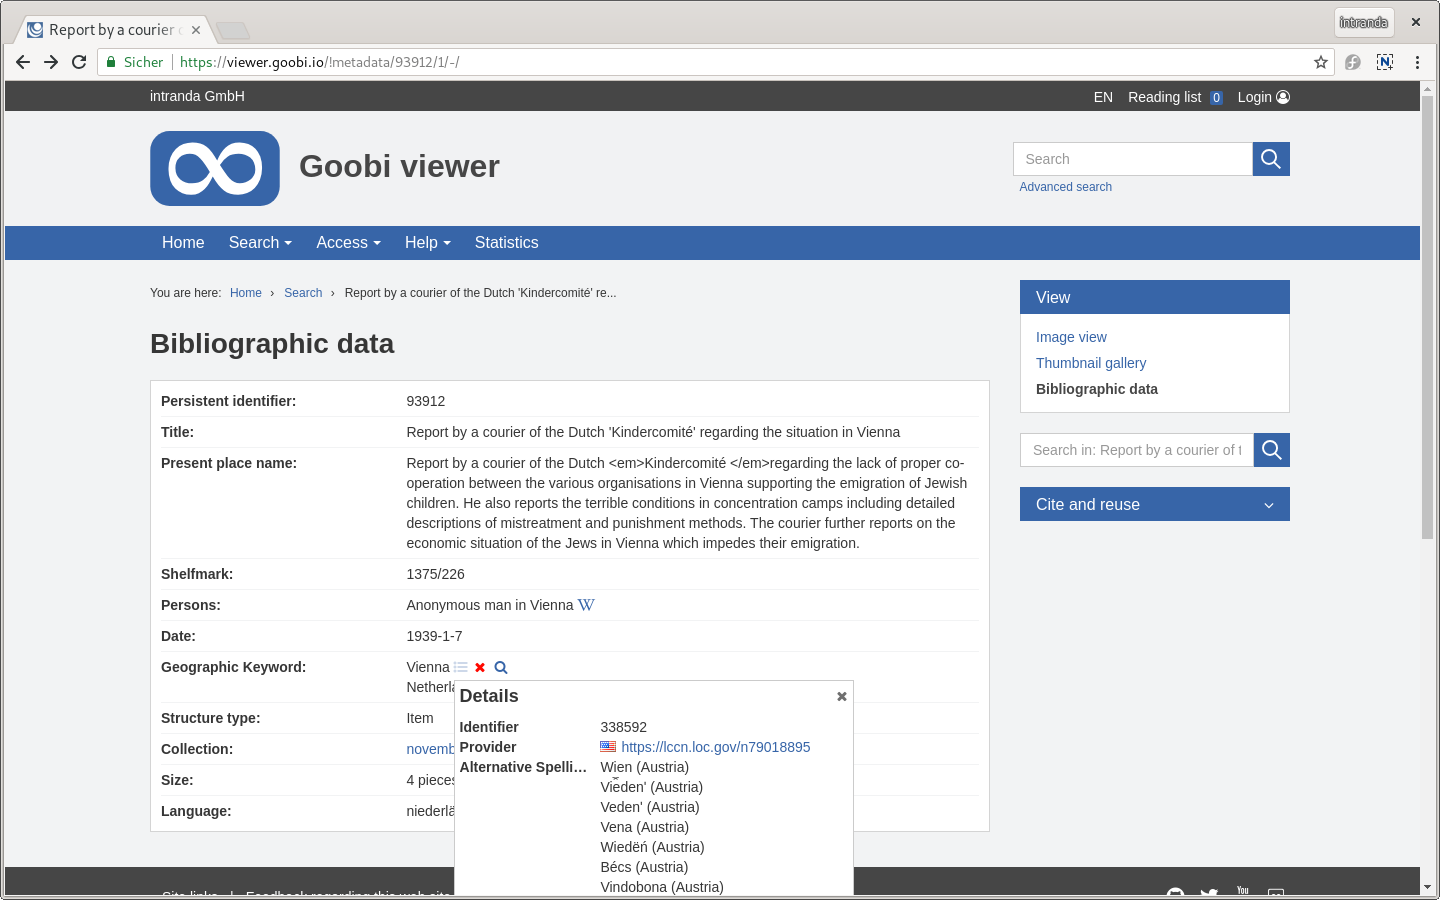 Report by a courier
intranda
Sicher
https://viewer.goobi.io/!metadata/93912/1/-/
intranda GmbH
EN Reading list 0 Login
Goobi viewer
Search
Advanced search
Home Search Access Help Statistics
You are here: Home › Search › Report by a courier of the Dutch 'Kindercomité' re...
Bibliographic data
Persistent identifier: 93912
Title: Report by a courier of the Dutch 'Kindercomité' regarding the situation in Vienna
Present place name: Report by a courier of the Dutch <em>Kindercomité </em>regarding the lack of proper co-
operation between the various organisations in Vienna supporting the emigration of Jewish
children. He also reports the terrible conditions in concentration camps including detailed
descriptions of mistreatment and punishment methods. The courier further reports on the
economic situation of the Jews in Vienna which impedes their emigration.
Shelfmark: 1375/226
Persons: Anonymous man in Vienna W
Date: 1939-1-7
Geographic Keyword: Vienna
Netherla
Structure type: Item
Collection: novemb
Size: 4 pieces
Language: niederlä
Details
Identifier 338592
Provider https://lccn.loc.gov/n79018895
Alternative Spelli... Wien (Austria)
Vi͡eden' (Austria)
Veden' (Austria)
Vena (Austria)
Wiedëń (Austria)
Bécs (Austria)
Vindobona (Austria)
View
Image view
Thumbnail gallery
Bibliographic data
Search in: Report by a courier of t
Cite and reuse
Site links | Feedback regarding this web site
You